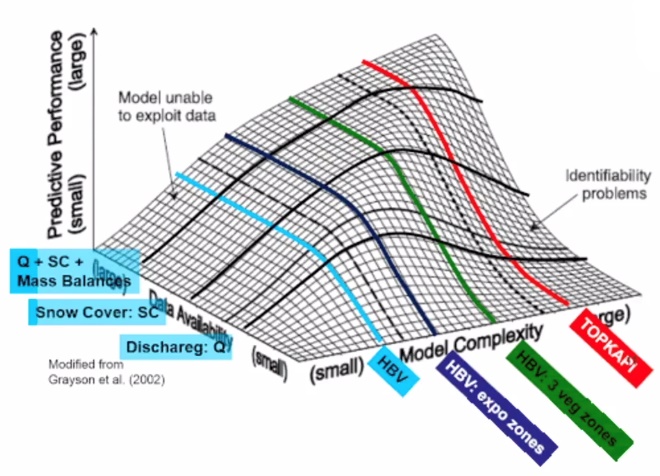 Predictive Performance
(small) (large)
Model unable
to exploit data
Identifiability
problems
Q + SC +
Mass Balances
(large)
Snow Cover: SC
Data Availability
Dischareg: Q
(small)
Modified from
Grayson et al. (2002)
(small)
Model Complexity
rge)
HBV
HBV: expo zones
HBV: 3 veg zones
TOPKAPI